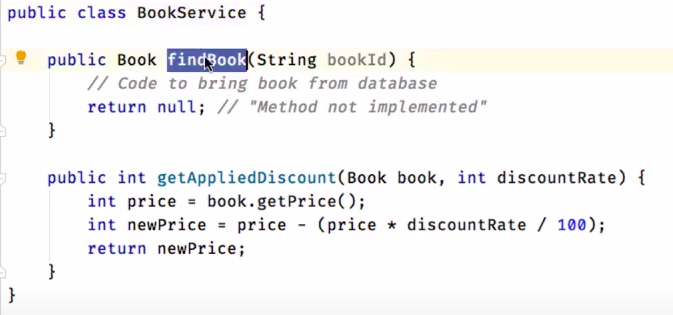 public class BookService {
public Book findBook(String bookId) {
// Code to bring book from database
return null; // "Method not implemented"
}
public int getAppliedDiscount(Book book, int discountRate) {
int price = book.getPrice();
int newPrice = price - (price * discountRate / 100);
return newPrice;
}
}